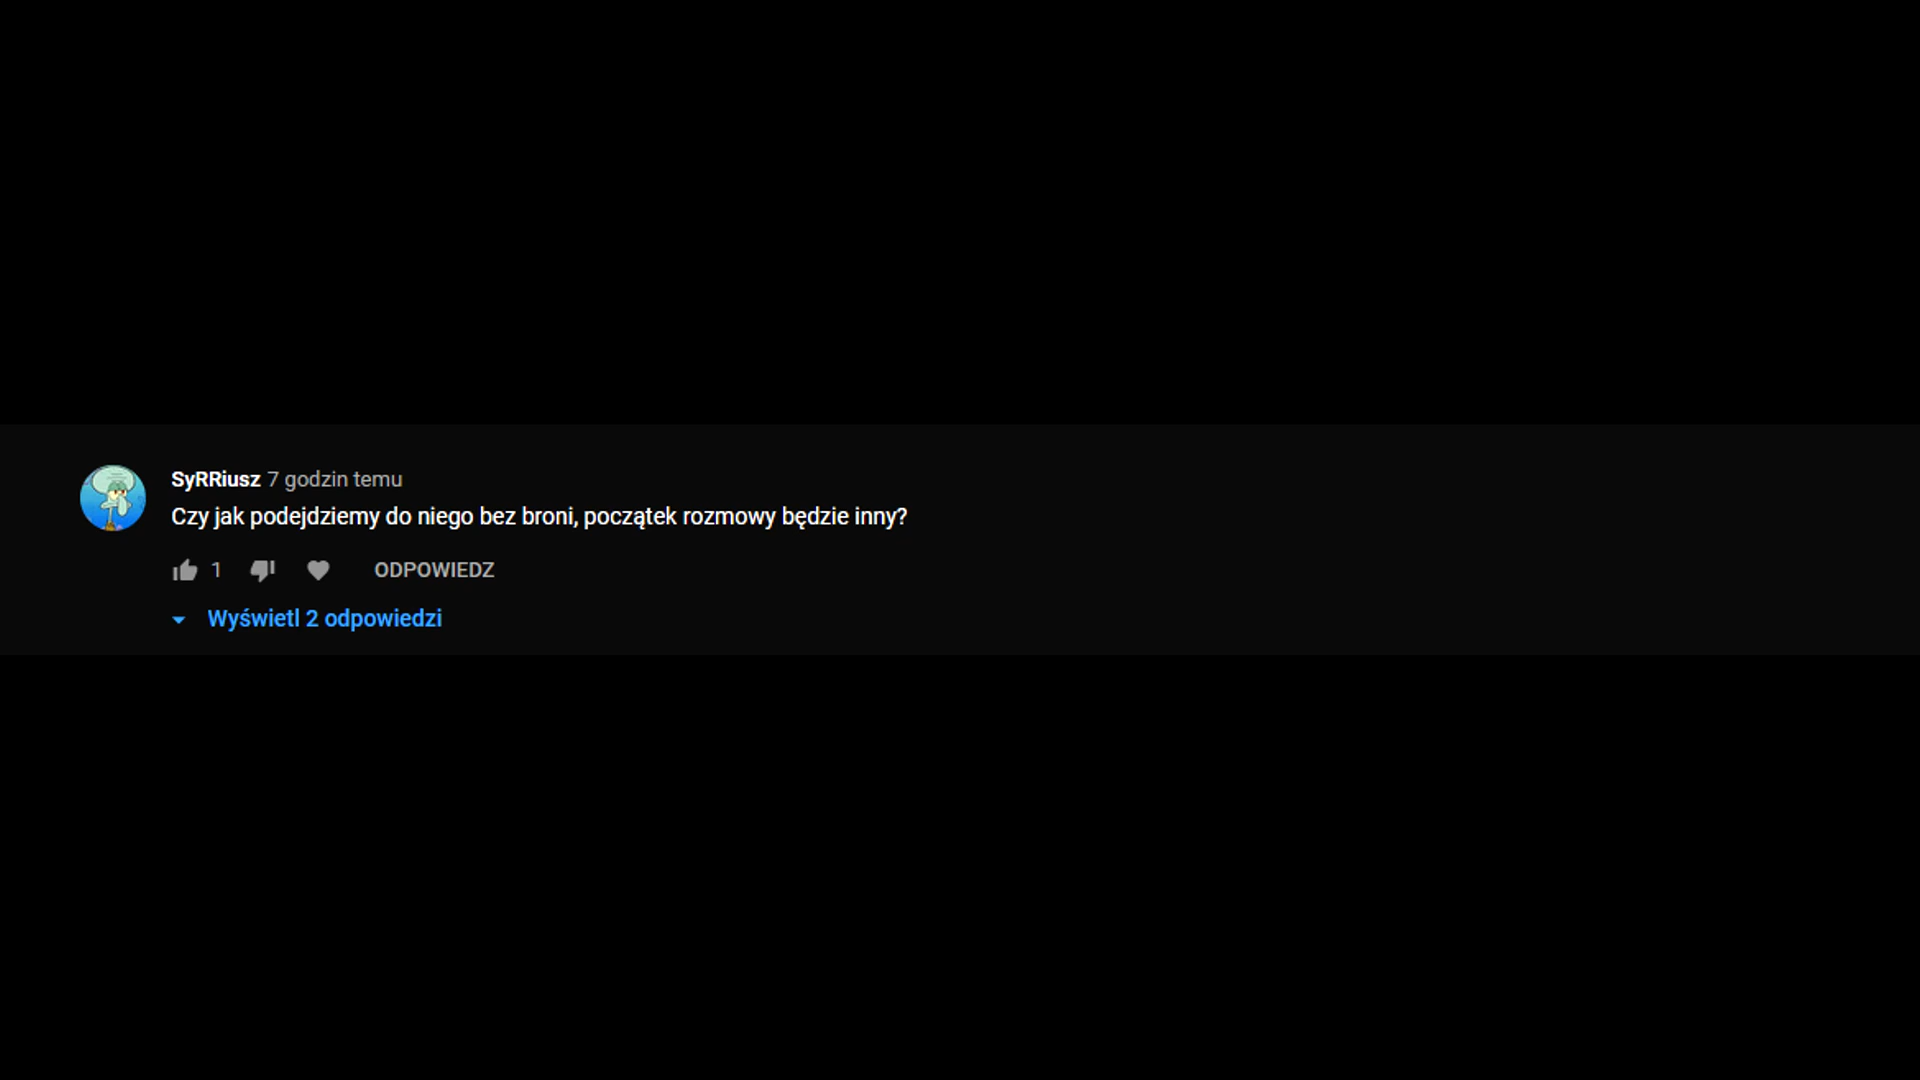 SyRRiusz 7 godzin temu
Czy jak podejdziemy do niego bez broni, początek rozmowy będzie inny?
1 ODPOWIEDZ
Wyświetl 2 odpowiedzi